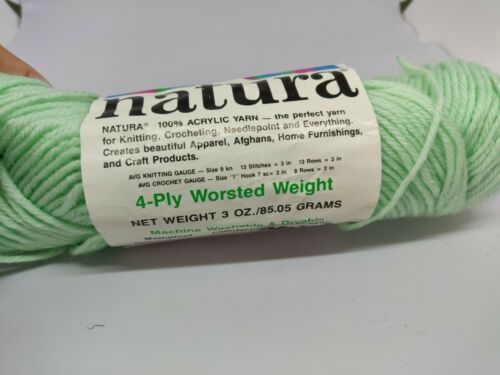 natura
NATURA® 100% ACRYLIC YARN — the perfect yarn
for Knitting, Crocheting, Needlepoint and Everything.
Creates beautiful Apparel, Afghans, Home Furnishings,
and Craft Products.
AVG KNITTING GAUGE — Size 9 kn 13 Stitches = 3 in 13 Rows = 2 in
AVG CROCHET GAUGE — Size "I" Hook 7 sc = 2 in 8 Rows = 2 in
4-Ply Worsted Weight
NET WEIGHT 3 OZ./85.05 GRAMS
Machine Washable & Dryable
Mothproof